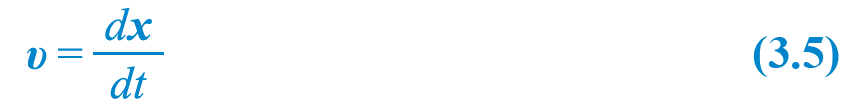 υ = dx/dt (3.5)